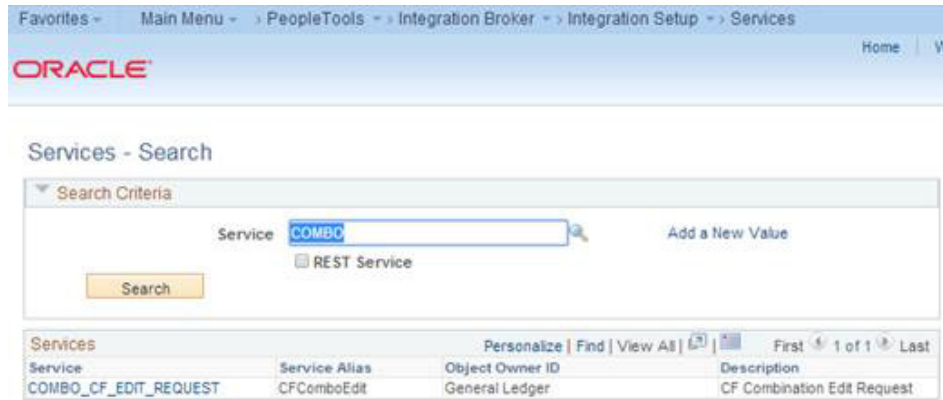 Favorites Main Menu > PeopleTools > Integration Broker > Integration Setup > Services
Home
ORACLE
Services - Search
Search Criteria
Service COMBO Add a New Value
REST Service
Search
Services Personalize | Find | View All | | First 1 of 1 Last
Service Service Alias Object Owner ID Description
COMBO_CF_EDIT_REQUEST CFComboEdit General Ledger CF Combination Edit Request